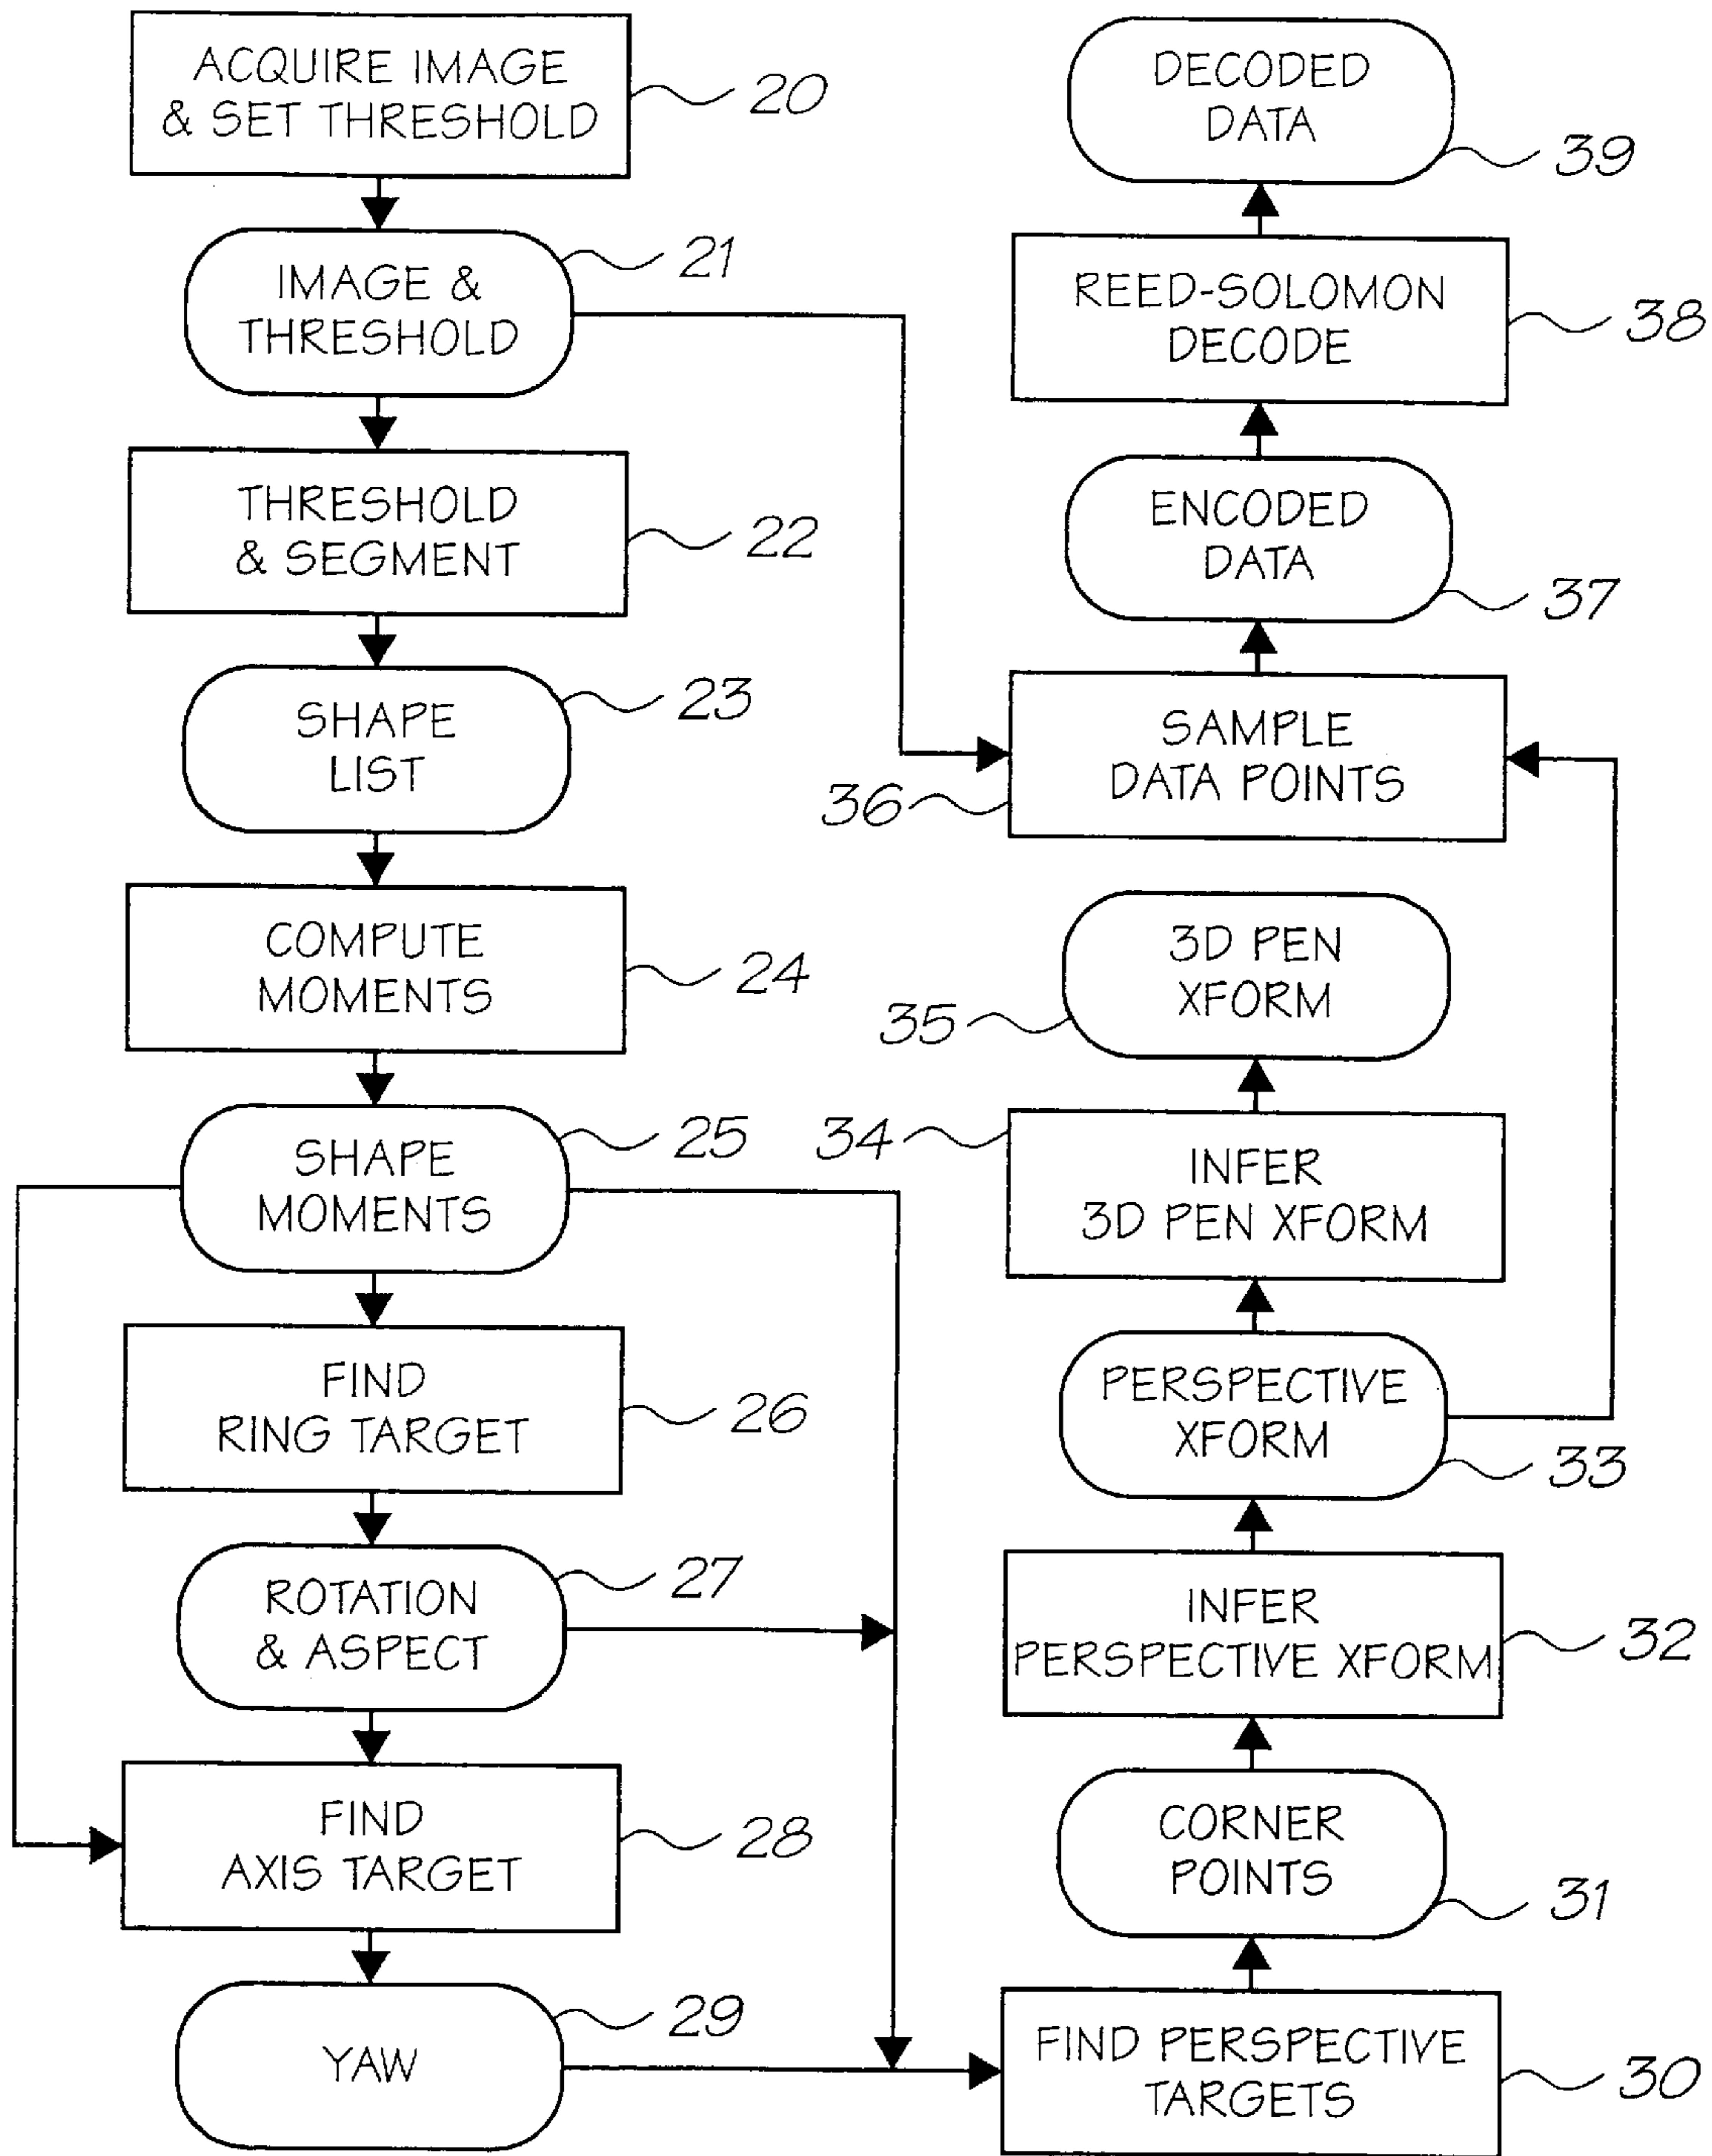 ACQUIRE IMAGE
& SET THRESHOLD
20
IMAGE &
THRESHOLD
21
THRESHOLD
& SEGMENT
22
SHAPE
LIST
23
COMPUTE
MOMENTS
24
SHAPE
MOMENTS
25
FIND
RING TARGET
26
ROTATION
& ASPECT
27
FIND
AXIS TARGET
28
YAW
29
DECODED
DATA
39
REED-SOLOMON
DECODE
38
ENCODED
DATA
37
SAMPLE
DATA POINTS
36
3D PEN
XFORM
35
INFER
3D PEN XFORM
34
PERSPECTIVE
XFORM
33
INFER
PERSPECTIVE XFORM
32
CORNER
POINTS
31
FIND PERSPECTIVE
TARGETS
30